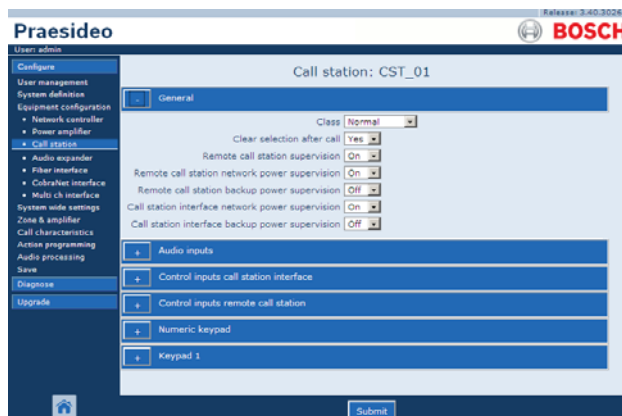 Release: 3.40.3026
Praesideo
BOSCH
User: admin
Configure
User management
System definition
Equipment configuration
• Network controller
• Power amplifier
• Call station
• Audio expander
• Fiber interface
• CobraNet interface
• Multi ch interface
System wide settings
Zone & amplifier
Call characteristics
Action programming
Audio processing
Save
Diagnose
Upgrade
Call station: CST_01
- General
Class Normal
Clear selection after call Yes
Remote call station supervision On
Remote call station network power supervision On
Remote call station backup power supervision Off
Call station interface network power supervision On
Call station interface backup power supervision Off
+ Audio inputs
+ Control inputs call station interface
+ Control inputs remote call station
+ Numeric keypad
+ Keypad 1
Submit